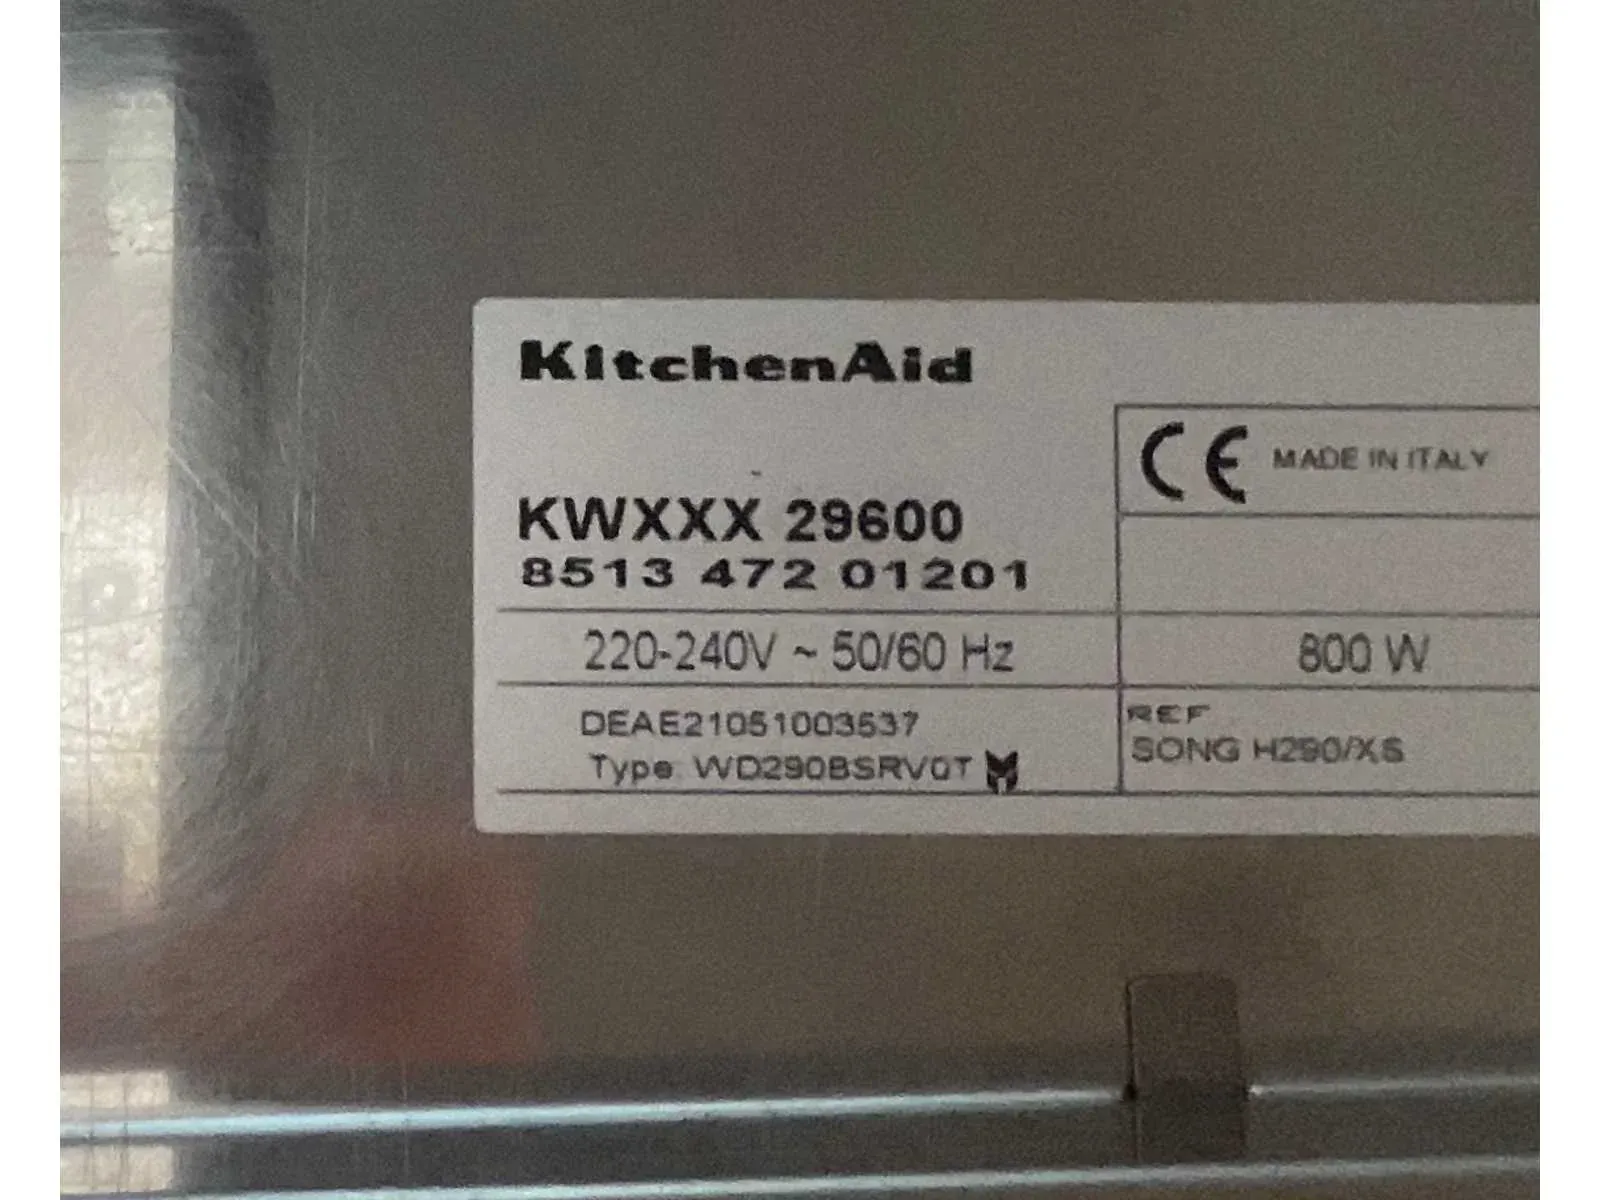 KitchenAid
CE MADE IN ITALY
KWXXX 29600
8513 472 01201
220-240V ~ 50/60 Hz
800 W
DEAE21051003537
Type WD290BSRV0T
REF
SONG H290/XS